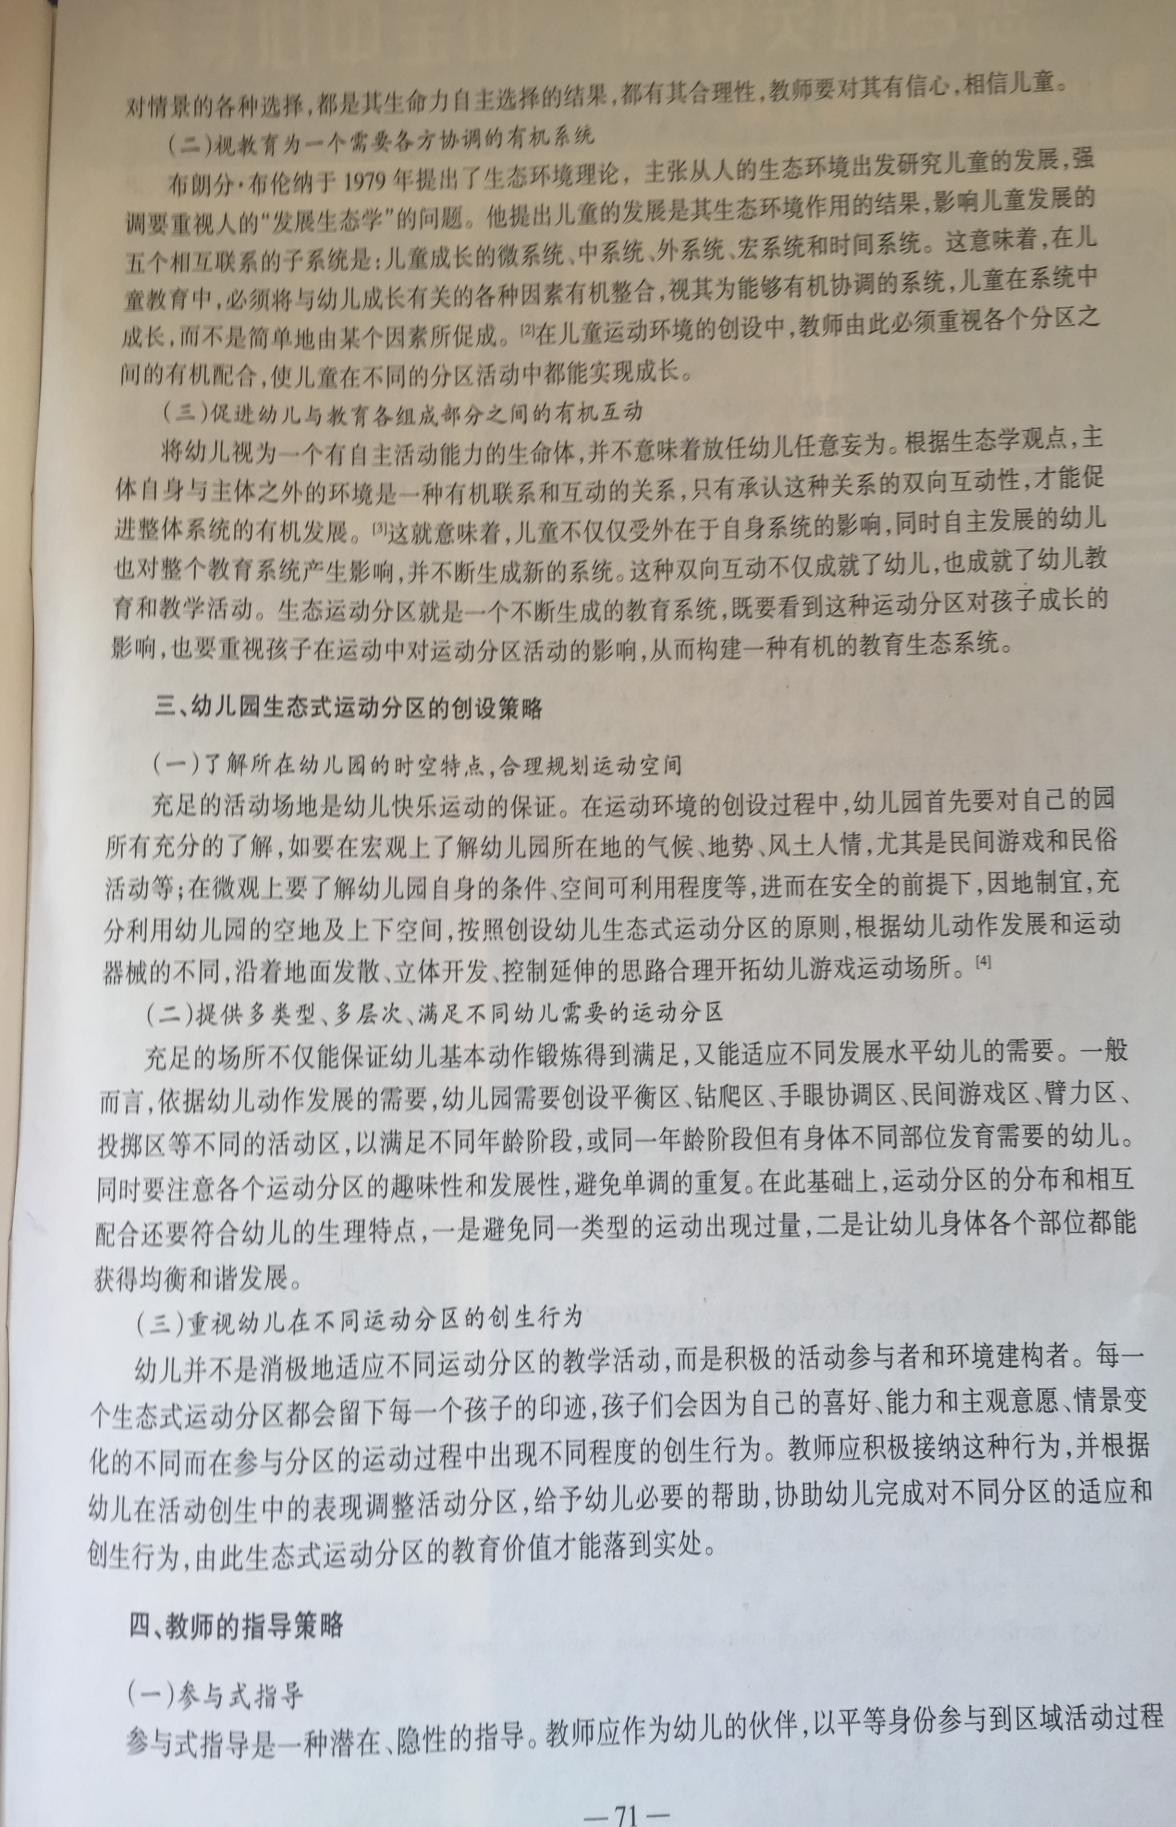 对情景的各种选择,都是其生命力自主选择的结果,都有其合理性,教师要对其有信心,相信儿童。
(二)视教育为一个需要各方协调的有机系统
布朗分·布伦纳于1979年提出了生态环境理论，主张从人的生态环境出发研究儿童的发展,强
调要重视人的“发展生态学”的问题。他提出儿童的发展是其生态环境作用的结果,影响儿童发展的
五个相互联系的子系统是:儿童成长的微系统、中系统、外系统、宏系统和时间系统。这意味着,在儿
童教育中,必须将与幼儿成长有关的各种因素有机整合,视其为能够有机协调的系统,儿童在系统中
成长,而不是简单地由某个因素所促成。[2]在儿童运动环境的创设中,教师由此必须重视各个分区之
间的有机配合,使儿童在不同的分区活动中都能实现成长。
(三)促进幼儿与教育各组成部分之间的有机互动
将幼儿视为一个有自主活动能力的生命体,并不意味着放任幼儿任意妄为。根据生态学观点,主
体自身与主体之外的环境是一种有机联系和互动的关系,只有承认这种关系的双向互动性,才能促
进整体系统的有机发展。[3]这就意味着,儿童不仅仅受外在于自身系统的影响,同时自主发展的幼儿
也对整个教育系统产生影响,并不断生成新的系统。这种双向互动不仅成就了幼儿,也成就了幼儿教
育和教学活动。生态运动分区就是一个不断生成的教育系统,既要看到这种运动分区对孩子成长的
影响,也要重视孩子在运动中对运动分区活动的影响,从而构建一种有机的教育生态系统。
三、幼儿园生态式运动分区的创设策略
(一)了解所在幼儿园的时空特点,合理规划运动空间
充足的活动场地是幼儿快乐运动的保证。在运动环境的创设过程中,幼儿园首先要对自己的园
所有充分的了解,如要在宏观上了解幼儿园所在地的气候、地势、风土人情,尤其是民间游戏和民俗
活动等;在微观上要了解幼儿园自身的条件、空间可利用程度等,进而在安全的前提下,因地制宜,充
分利用幼儿园的空地及上下空间,按照创设幼儿生态式运动分区的原则,根据幼儿动作发展和运动
器械的不同,沿着地面发散、立体开发、控制延伸的思路合理开拓幼儿游戏运动场所。[4]
(二)提供多类型、多层次、满足不同幼儿需要的运动分区
充足的场所不仅能保证幼儿基本动作锻炼得到满足,又能适应不同发展水平幼儿的需要。一般
而言,依据幼儿动作发展的需要,幼儿园需要创设平衡区、钻爬区、手眼协调区、民间游戏区、臂力区、
投掷区等不同的活动区,以满足不同年龄阶段,或同一年龄阶段但有身体不同部位发育需要的幼儿。
同时要注意各个运动分区的趣味性和发展性,避免单调的重复。在此基础上,运动分区的分布和相互
配合还要符合幼儿的生理特点,一是避免同一类型的运动出现过量,二是让幼儿身体各个部位都能
获得均衡和谐发展。
(三)重视幼儿在不同运动分区的创生行为
幼儿并不是消极地适应不同运动分区的教学活动,而是积极的活动参与者和环境建构者。每一
个生态式运动分区都会留下每一个孩子的印迹,孩子们会因为自己的喜好、能力和主观意愿、情景变
化的不同而在参与分区的运动过程中出现不同程度的创生行为。教师应积极接纳这种行为,并根据
幼儿在活动创生中的表现调整活动分区,给予幼儿必要的帮助,协助幼儿完成对不同分区的适应和
创生行为,由此生态式运动分区的教育价值才能落到实处。
四、教师的指导策略
(一)参与式指导
参与式指导是一种潜在、隐性的指导。教师应作为幼儿的伙伴,以平等身份参与到区域活动过程
—71—